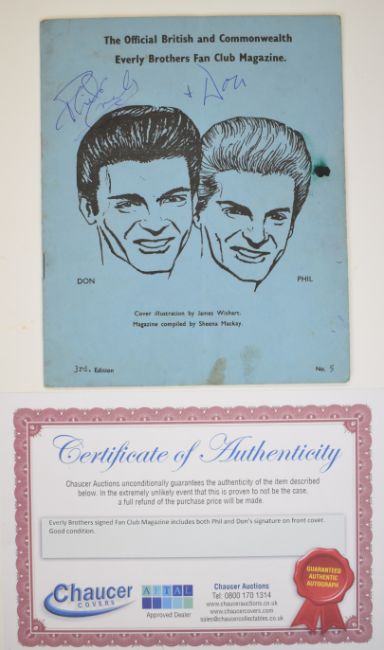 The Official British and Commonwealth
Everly Brothers Fan Club Magazine.
Phil
Everly
+ Don
DON
PHIL
Cover illustration by James Wishart.
Magazine compiled by Sheena Mackay.
3rd. Edition
No. 5
Certificate of Authenticity
Chaucer Auctions unconditionally guarantees the authenticity of the item described
below. In the extremely unlikely event that this is proven to not be the case,
a full refund of the purchase price will be made.
Everly Brothers signed Fan Club Magazine includes both Phil and Don's signature on front cover.
Good condition.
GUARANTEED
AUTHENTIC
AUTOGRAPH
Chaucer
COVERS
AFTAL
Approved Dealer
Chaucer Auctions
Tel: 0800 170 1314
www.chaucerauctions.co.uk
www.chaucercovers.com
sales@chaucercollectables.co.uk